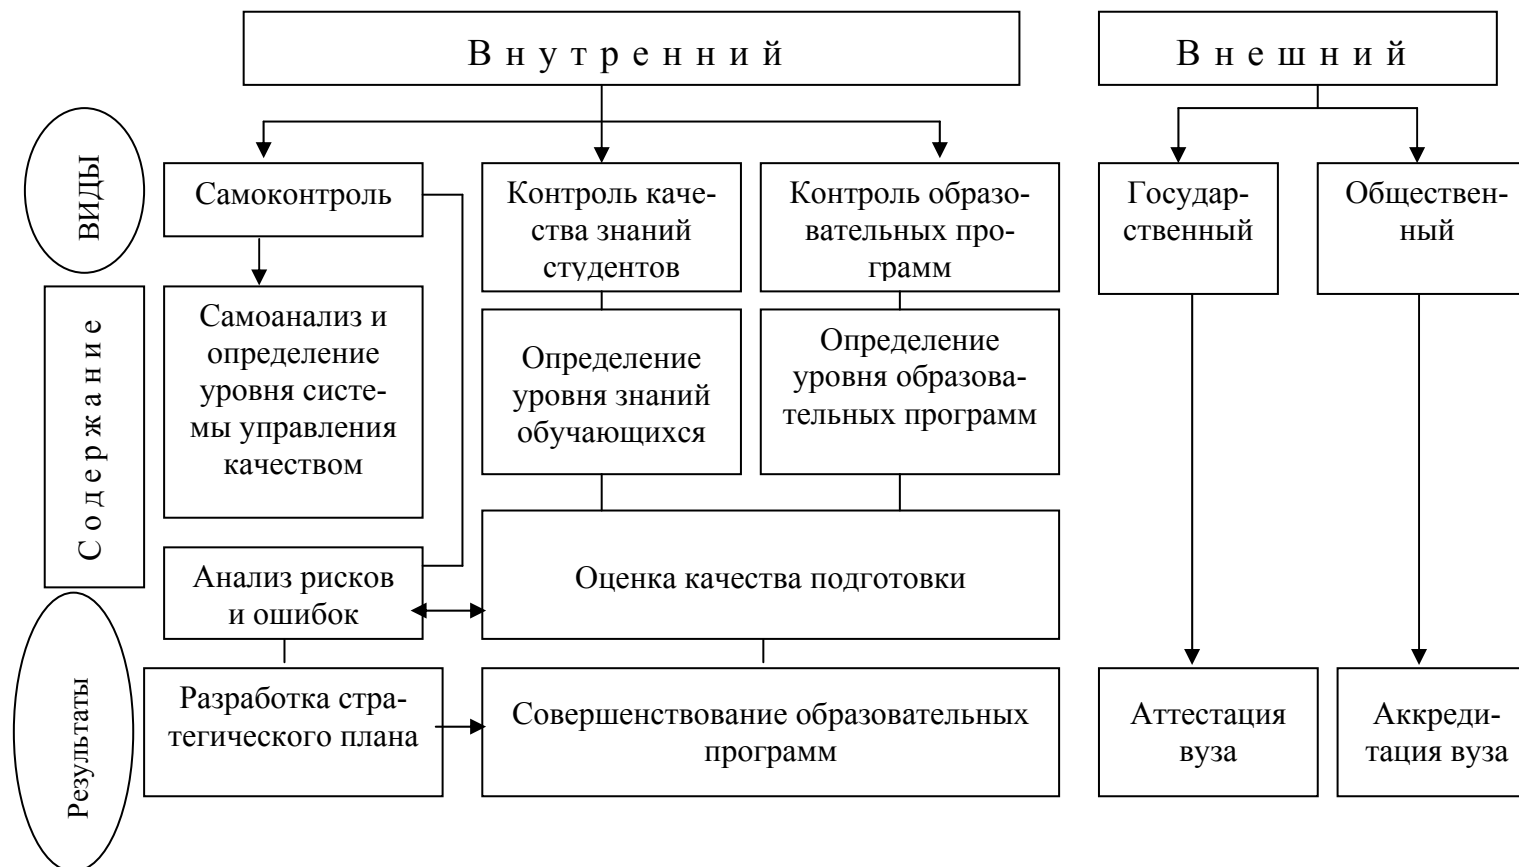 В н у т р е н н и й
В н е ш н и й
ВИДЫ
Самоконтроль
Контроль каче-
ства знаний
студентов
Контроль образо-
вательных про-
грамм
Государ-
ственный
Общественн-
ный
Содержание
Самоанализ и
определение
уровня систе-
мы управления
качеством
Определение
уровня знаний
обучающихся
Определение
уровня образова-
тельных программ
Анализ рисков
и ошибок
Оценка качества подготовки
Результаты
Разработка стра-
тегического плана
Совершенствование образовательных
программ
Аттестация
вуза
Аккреди-
тация вуза